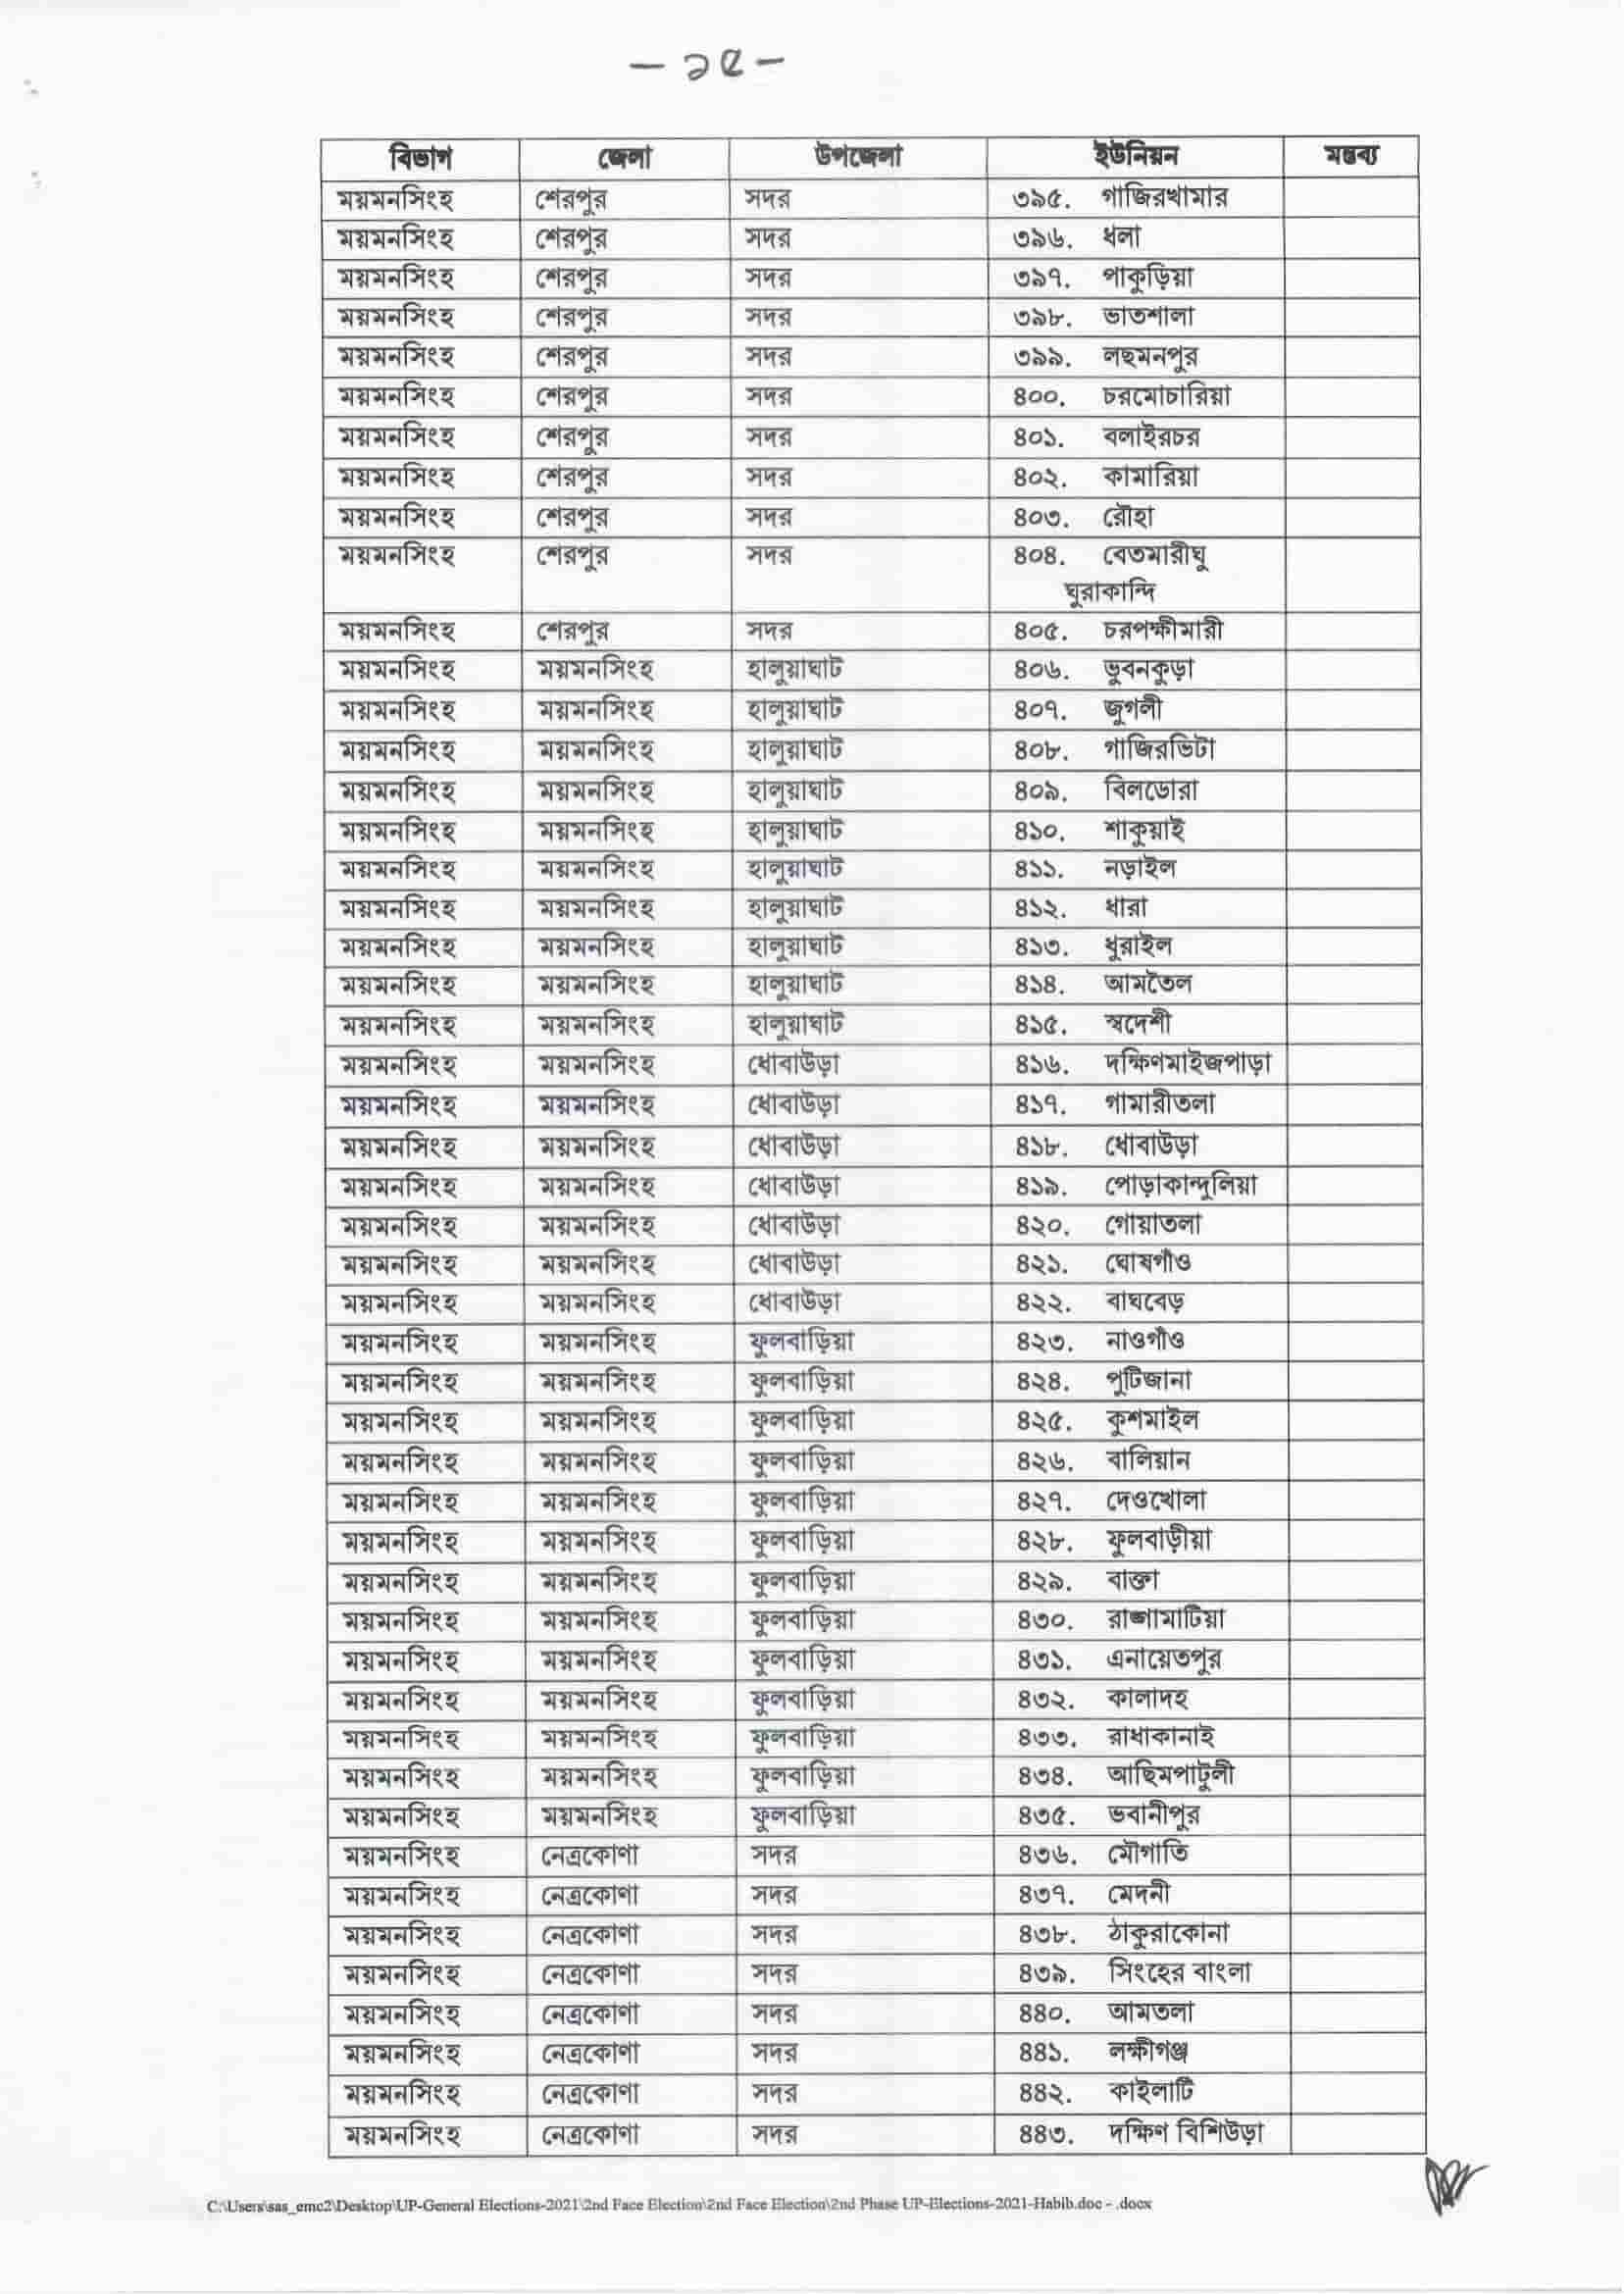 — ১৫ —
বিভাগ জেলা উপজেলা ইউনিয়ন মন্তব্য
ময়মনসিংহ শেরপুর সদর ৩৯৫. গাজিরখামার
ময়মনসিংহ শেরপুর সদর ৩৯৬. ধলা
ময়মনসিংহ শেরপুর সদর ৩৯৭. পাকুড়িয়া
ময়মনসিংহ শেরপুর সদর ৩৯৮. ভাতশালা
ময়মনসিংহ শেরপুর সদর ৩৯৯. লছমনপুর
ময়মনসিংহ শেরপুর সদর ৪০০. চরমোচারিয়া
ময়মনসিংহ শেরপুর সদর ৪০১. বলাইরচর
ময়মনসিংহ শেরপুর সদর ৪০২. কামারিয়া
ময়মনসিংহ শেরপুর সদর ৪০৩. রৌহা
ময়মনসিংহ শেরপুর সদর ৪০৪. বেতমারীঘু
ঘুরাকান্দি
ময়মনসিংহ শেরপুর সদর ৪০৫. চরপক্ষীমারী
ময়মনসিংহ ময়মনসিংহ হালুয়াঘাট ৪০৬. ভুবনকুড়া
ময়মনসিংহ ময়মনসিংহ হালুয়াঘাট ৪০৭. জুগলী
ময়মনসিংহ ময়মনসিংহ হালুয়াঘাট ৪০৮. গাজিরভিটা
ময়মনসিংহ ময়মনসিংহ হালুয়াঘাট ৪০৯. বিলডোরা
ময়মনসিংহ ময়মনসিংহ হালুয়াঘাট ৪১০. শাকুয়াই
ময়মনসিংহ ময়মনসিংহ হালুয়াঘাট ৪১১. নড়াইল
ময়মনসিংহ ময়মনসিংহ হালুয়াঘাট ৪১২. ধারা
ময়মনসিংহ ময়মনসিংহ হালুয়াঘাট ৪১৩. ধুরাইল
ময়মনসিংহ ময়মনসিংহ হালুয়াঘাট ৪১৪. আমতৈল
ময়মনসিংহ ময়মনসিংহ হালুয়াঘাট ৪১৫. স্বদেশী
ময়মনসিংহ ময়মনসিংহ ধোবাউড়া ৪১৬. দক্ষিণমাইজপাড়া
ময়মনসিংহ ময়মনসিংহ ধোবাউড়া ৪১৭. গামারীতলা
ময়মনসিংহ ময়মনসিংহ ধোবাউড়া ৪১৮. ধোবাউড়া
ময়মনসিংহ ময়মনসিংহ ধোবাউড়া ৪১৯. পোড়াকান্দুলিয়া
ময়মনসিংহ ময়মনসিংহ ধোবাউড়া ৪২০. গোয়াতলা
ময়মনসিংহ ময়মনসিংহ ধোবাউড়া ৪২১. ঘোষগাঁও
ময়মনসিংহ ময়মনসিংহ ধোবাউড়া ৪২২. বাঘবেড়
ময়মনসিংহ ময়মনসিংহ ফুলবাড়িয়া ৪২৩. নাওগাঁও
ময়মনসিংহ ময়মনসিংহ ফুলবাড়িয়া ৪২৪. পুটিজানা
ময়মনসিংহ ময়মনসিংহ ফুলবাড়িয়া ৪২৫. কুশমাইল
ময়মনসিংহ ময়মনসিংহ ফুলবাড়িয়া ৪২৬. বালিয়ান
ময়মনসিংহ ময়মনসিংহ ফুলবাড়িয়া ৪২৭. দেওখোলা
ময়মনসিংহ ময়মনসিংহ ফুলবাড়িয়া ৪২৮. ফুলবাড়ীয়া
ময়মনসিংহ ময়মনসিংহ ফুলবাড়িয়া ৪২৯. বাক্তা
ময়মনসিংহ ময়মনসিংহ ফুলবাড়িয়া ৪৩০. রাঙ্গামাটিয়া
ময়মনসিংহ ময়মনসিংহ ফুলবাড়িয়া ৪৩১. এনায়েতপুর
ময়মনসিংহ ময়মনসিংহ ফুলবাড়িয়া ৪৩২. কালাদহ
ময়মনসিংহ ময়মনসিংহ ফুলবাড়িয়া ৪৩৩. রাধাকানাই
ময়মনসিংহ ময়মনসিংহ ফুলবাড়িয়া ৪৩৪. আছিমপাটুলী
ময়মনসিংহ ময়মনসিংহ ফুলবাড়িয়া ৪৩৫. ভবানীপুর
ময়মনসিংহ নেত্রকোণা সদর ৪৩৬. মৌগাতি
ময়মনসিংহ নেত্রকোণা সদর ৪৩৭. মেদনী
ময়মনসিংহ নেত্রকোণা সদর ৪৩৮. ঠাকুরাকোনা
ময়মনসিংহ নেত্রকোণা সদর ৪৩৯. সিংহের বাংলা
ময়মনসিংহ নেত্রকোণা সদর ৪৪০. আমতলা
ময়মনসিংহ নেত্রকোণা সদর ৪৪১. লক্ষীগঞ্জ
ময়মনসিংহ নেত্রকোণা সদর ৪৪২. কাইলাটি
ময়মনসিংহ নেত্রকোণা সদর ৪৪৩. দক্ষিণ বিশিউড়া
C:\Users\sas_emc2\Desktop\UP-General Elections-2021\2nd Face Election\2nd Face Election\2nd Phase UP-Elections-2021-Habib.doc - .docx